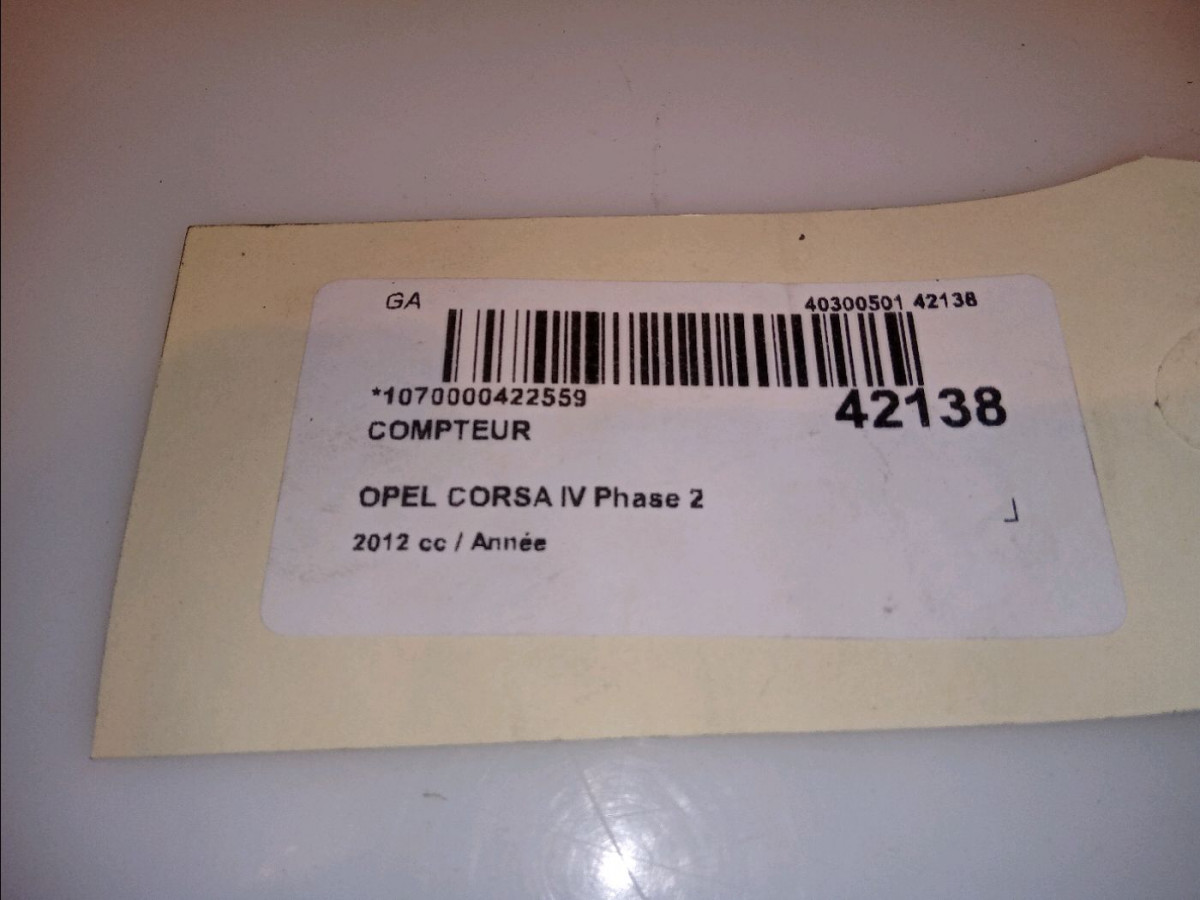 GA 40300501 42138
*1070000422559 42138
COMPTEUR
OPEL CORSA IV Phase 2
2012 cc / Année